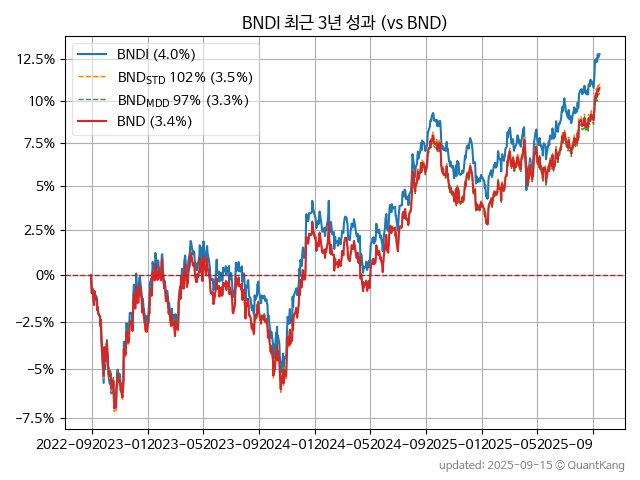 BNDI 최근 3년 성과 (vs BND)
BNDI (4.0%)
BND_STD 102% (3.5%)
BND_MDD 97% (3.3%)
BND (3.4%)
12.5%
10%
7.5%
5%
2.5%
0%
−2.5%
−5%
−7.5%
2022-09 2023-01 2023-05 2023-09 2024-01 2024-05 2024-09 2025-01 2025-05 2025-09
updated: 2025-09-15 ⓒ QuantKang